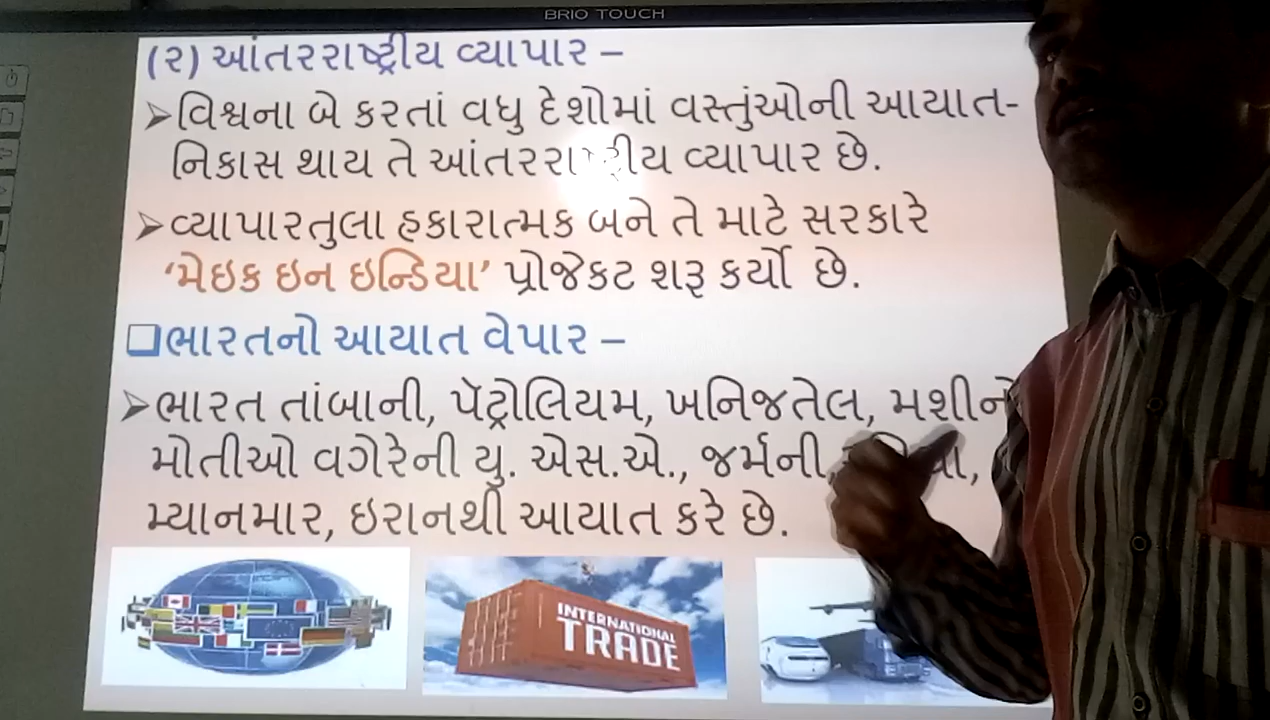 BRIO TOUCH
(૨) આંતરરાષ્ટ્રીય વ્યાપાર –
➢વિશ્વના બે કરતાં વધુ દેશોમાં વસ્તુંઓની આયાત-
નિકાસ થાય તે આંતરરાષ્ટ્રીય વ્યાપાર છે.
➢વ્યાપારતુલા હકારાત્મક બને તે માટે સરકારે
‘મેઇક ઇન ઇન્ડિયા’ પ્રોજેકટ શરૂ કર્યો છે.
❑ભારતનો આયાત વેપાર –
➢ભારત તાંબાની, પૅટ્રોલિયમ, ખનિજતેલ, મશીનો
મોતીઓ વગેરેની યુ. એસ.એ., જર્મની,
મ્યાનમાર, ઇરાનથી આયાત કરે છે.
INTERNATIONAL
TRADE